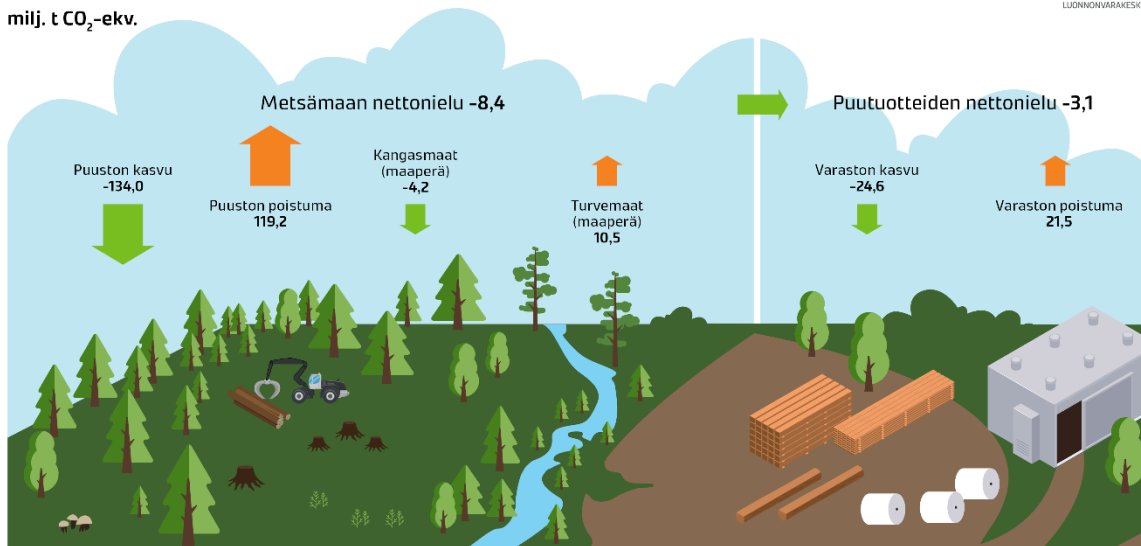 LUONNONVARAKESK
milj. t CO₂-ekv.
Metsämaan nettonielu -8,4
Puutuotteiden nettonielu -3,1
Puuston kasvu
-134,0
Puuston poistuma
119,2
Kangasmaat
(maaperä)
-4,2
Turvemaat
(maaperä)
10,5
Varaston kasvu
-24,6
Varaston poistuma
21,5